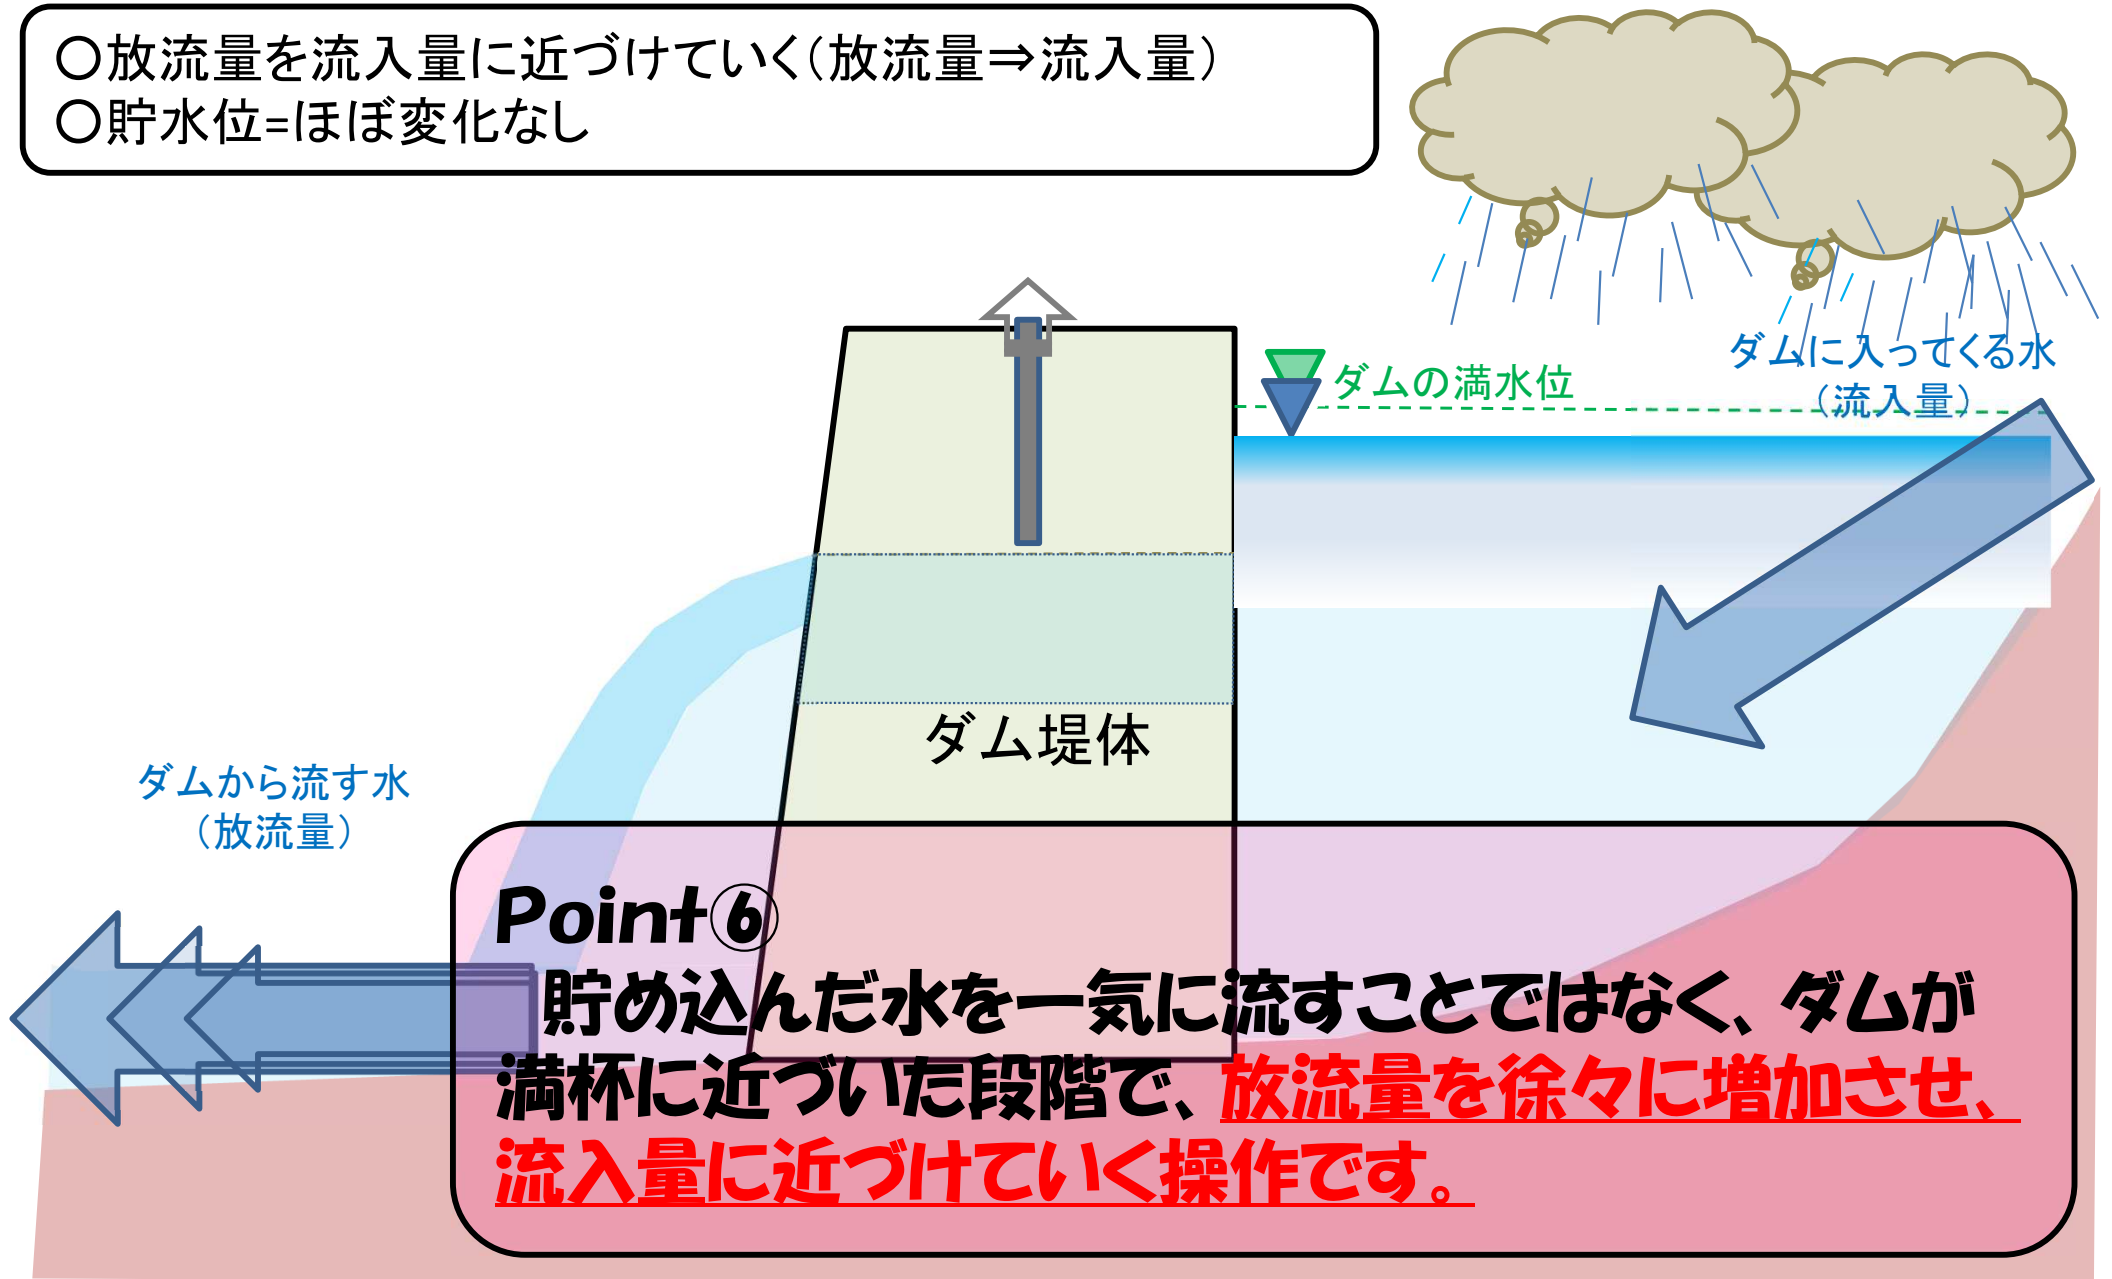 〇放流量を流入量に近づけていく(放流量⇒流入量)
〇貯水位=ほぼ変化なし
ダムの満水位
ダムに入ってくる水
(流入量)
ダム堤体
ダムから流す水
(放流量)
Point⑥
貯め込んだ水を一気に流すことではなく、ダムが
満杯に近づいた段階で、放流量を徐々に増加させ、
流入量に近づけていく操作です。